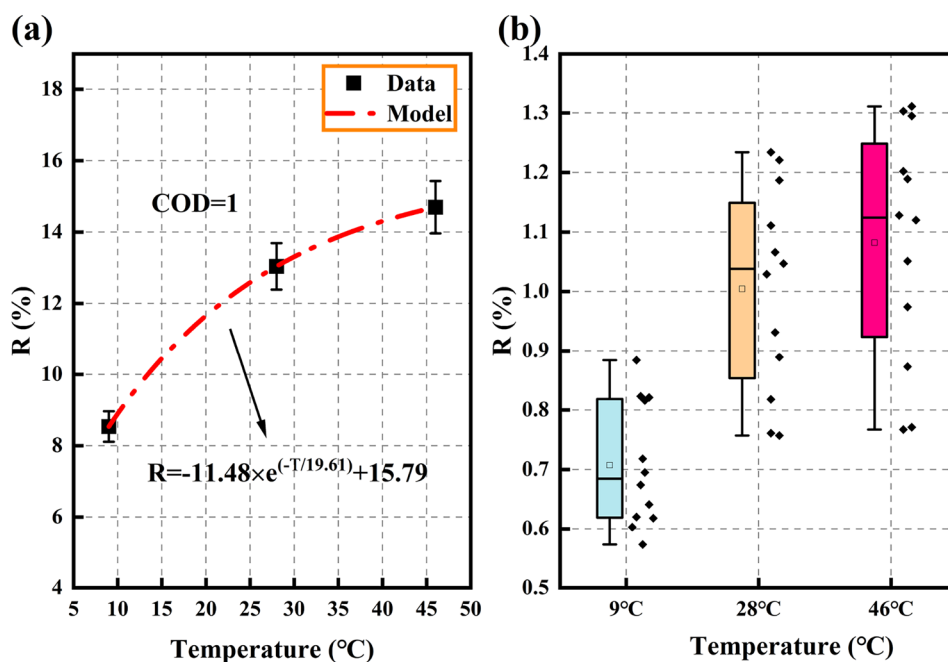 (a)
18
16
14
12
10
8
6
4
R (%)
Data
Model
COD=1
R=-11.48×e^(-T/19.61)+15.79
5 10 15 20 25 30 35 40 45 50
Temperature (℃)
(b)
1.4
1.3
1.2
1.1
1.0
0.9
0.8
0.7
0.6
0.5
R (%)
9℃ 28℃ 46℃
Temperature (℃)